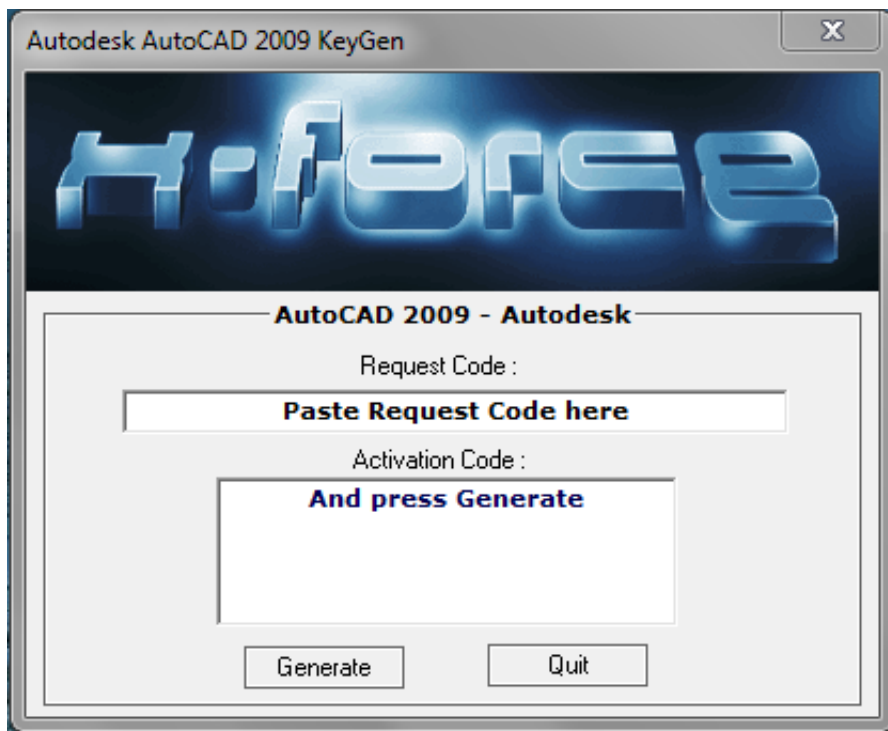 Autodesk AutoCAD 2009 KeyGen
X-force
AutoCAD 2009 - Autodesk
Request Code :
Paste Request Code here
Activation Code :
And press Generate
Generate
Quit